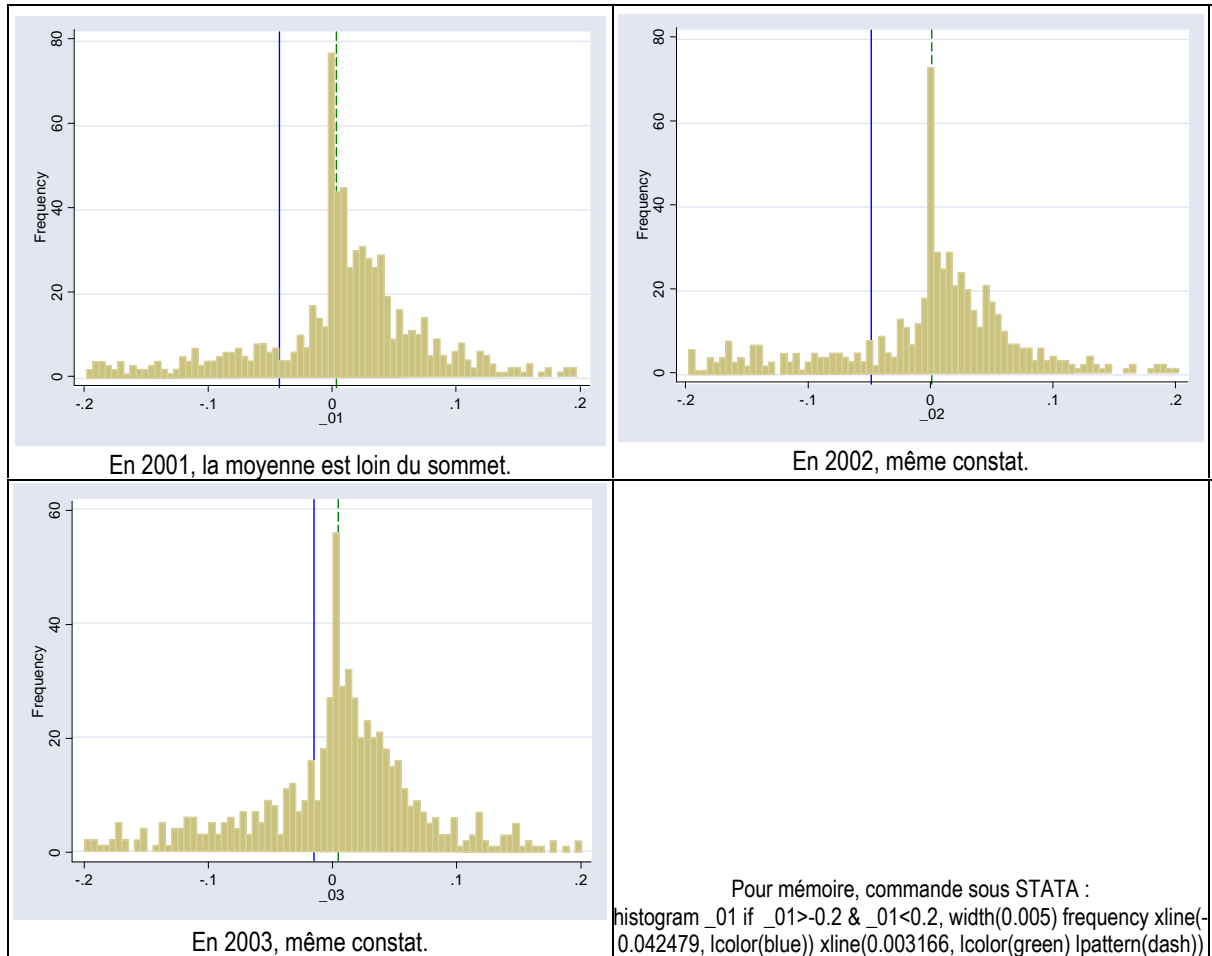 80
60
40
20
0
Frequency
-.2 -.1 0 .1 .2
_01
En 2001, la moyenne est loin du sommet.
80
60
40
20
0
Frequency
-.2 -.1 0 .1 .2
_02
En 2002, même constat.
60
40
20
0
Frequency
-.2 -.1 0 .1 .2
_03
En 2003, même constat.
Pour mémoire, commande sous STATA :
histogram _01 if _01>-0.2 & _01<0.2, width(0.005) frequency xline(-
0.042479, lcolor(blue)) xline(0.003166, lcolor(green) lpattern(dash))